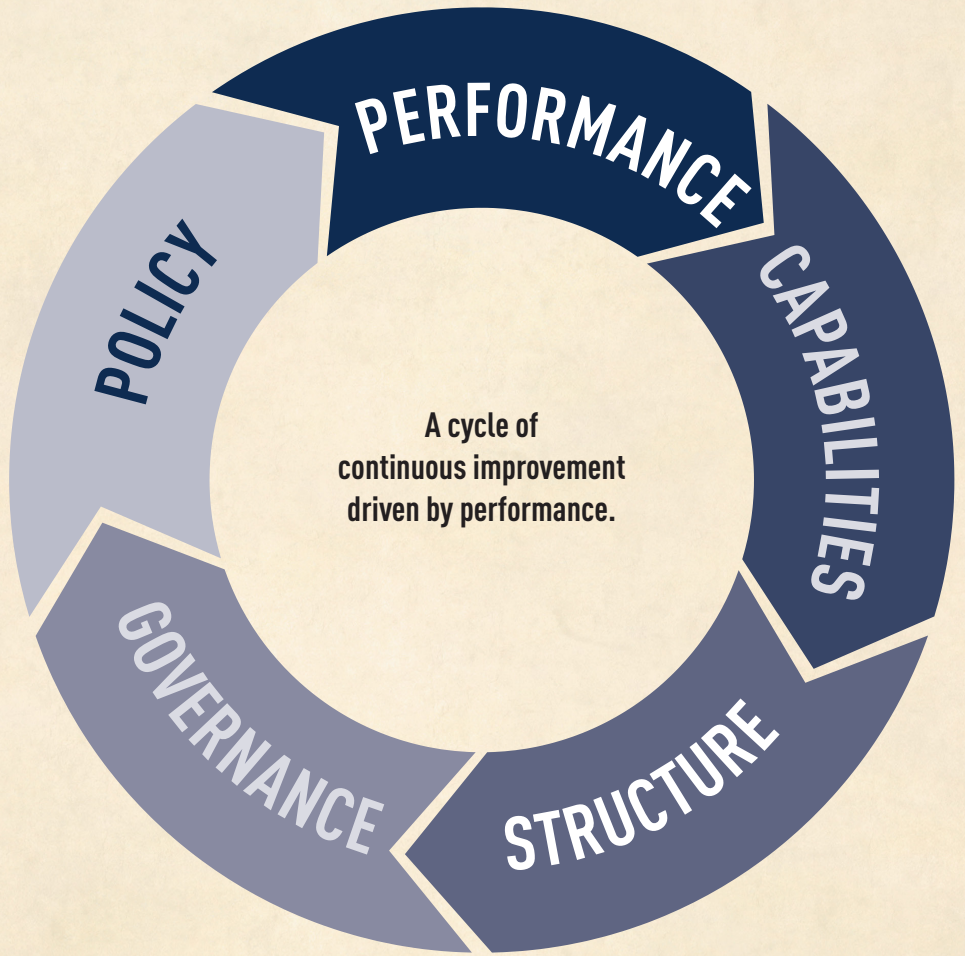 PERFORMANCE
CAPABILITIES
STRUCTURE
GOVERNANCE
POLICY
A cycle of
continuous improvement
driven by performance.